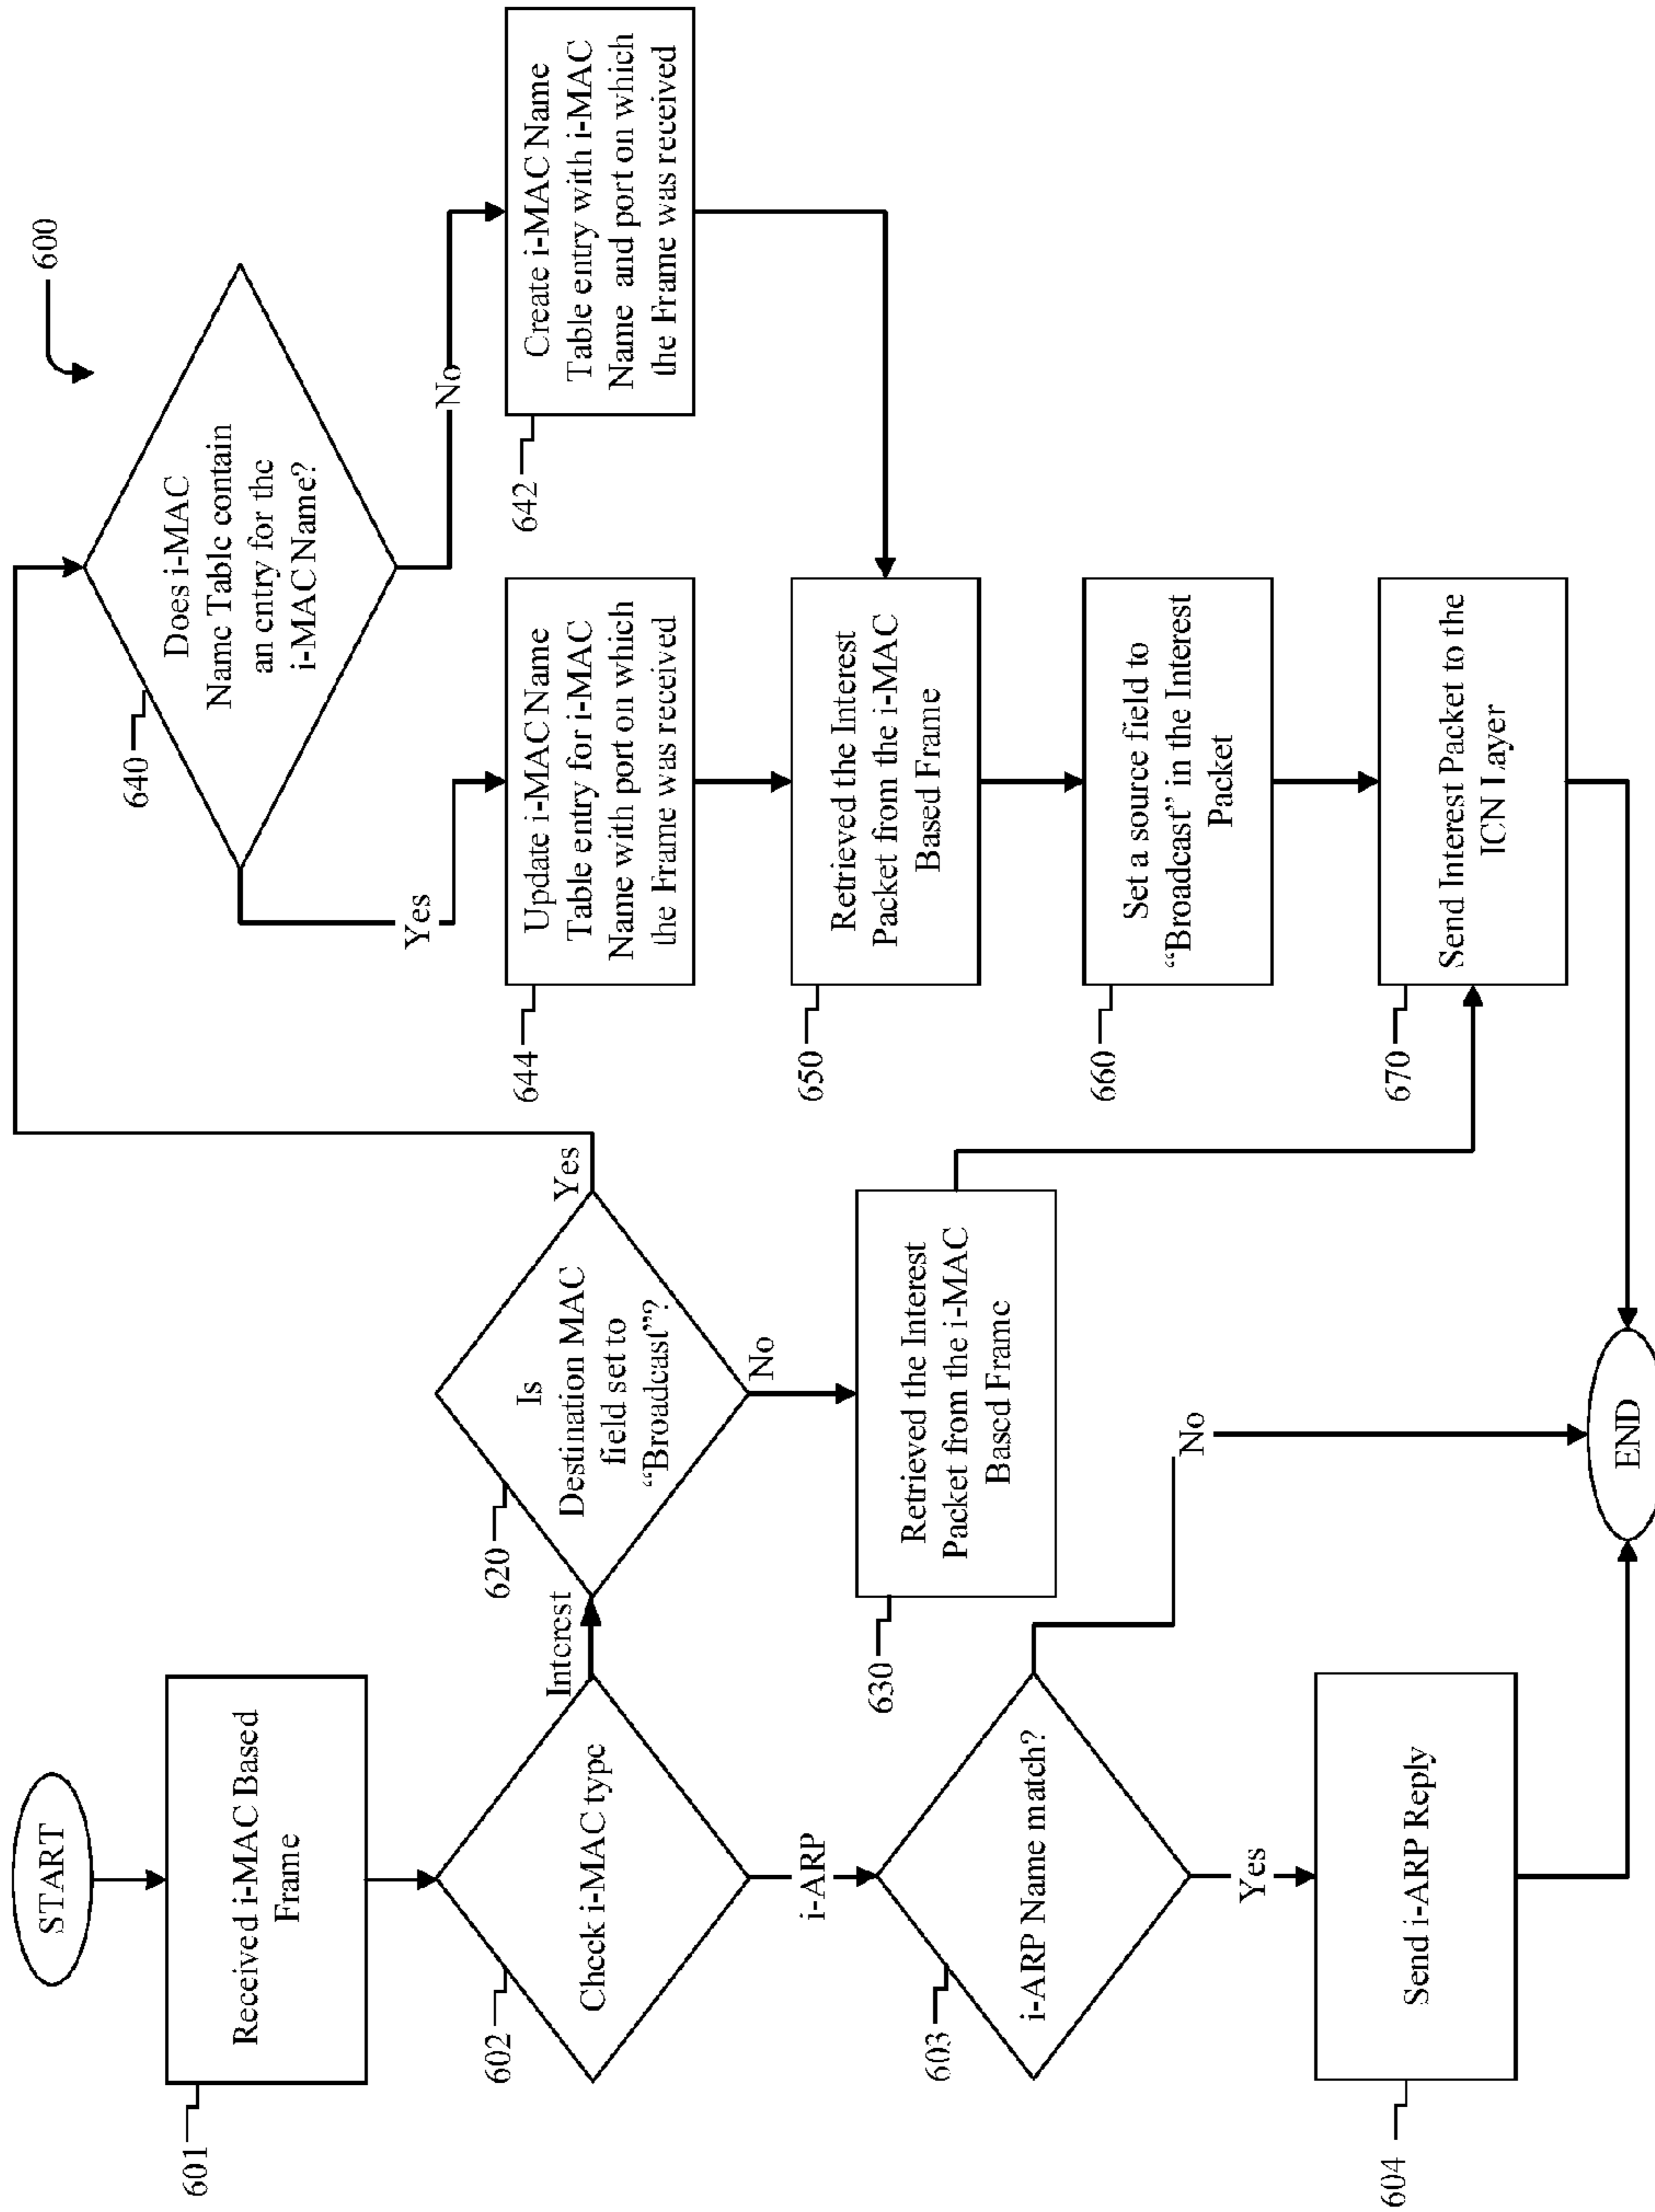 600
START
601
Received i-MAC Based
Frame
602
Check i-MAC type
Interest
i-ARP
603
i-ARP Name match?
Yes
No
604
Send i-ARP Reply
620
Is
Destination MAC
field set to
“Broadcast”?
Yes
No
630
Retrieved the Interest
Packet from the i-MAC
Based Frame
640
Does i-MAC
Name Table contain
an entry for the
i-MAC Name?
Yes
No
644
Update i-MAC Name
Table entry for i-MAC
Name with port on which
the Frame was received
642
Create i-MAC Name
Table entry with i-MAC
Name and port on which
the Frame was received
650
Retrieved the Interest
Packet from the i-MAC
Based Frame
660
Set a source field to
“Broadcast” in the Interest
Packet
670
Send Interest Packet to the
ICN Layer
END